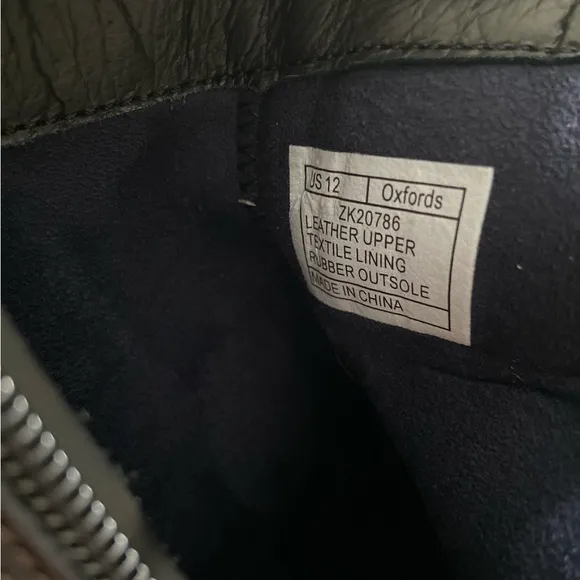 US 12 Oxfords
ZK20786
LEATHER UPPER
TEXTILE LINING
RUBBER OUTSOLE
MADE IN CHINA